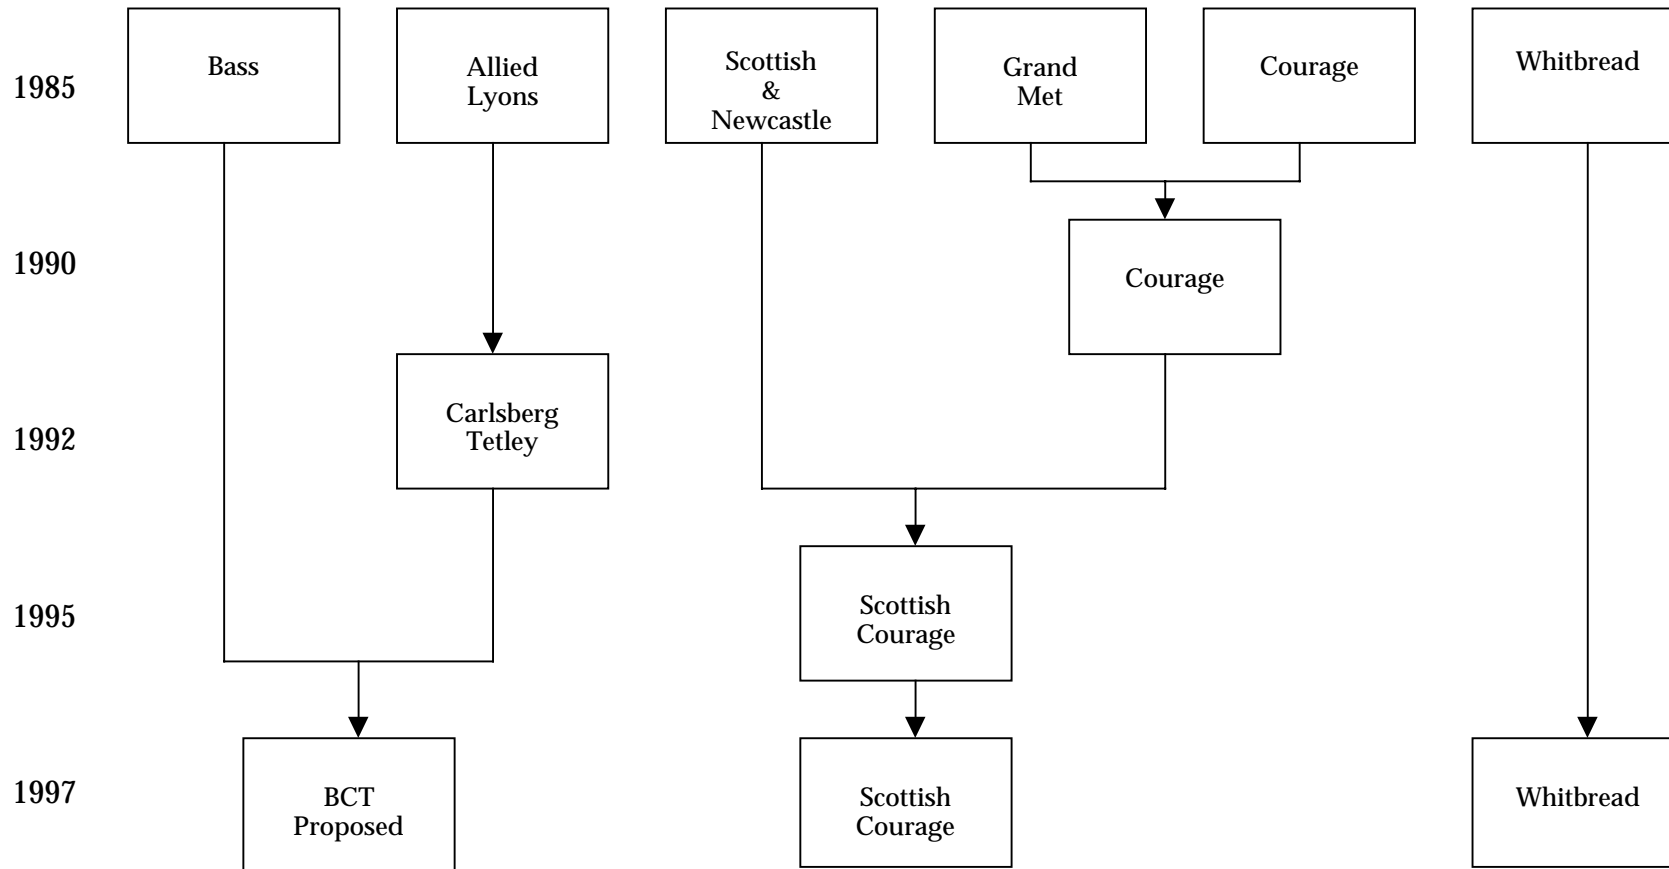 1985
Bass
Allied
Lyons
Scottish
&
Newcastle
Grand
Met
Courage
Whitbread
1990
Courage
1992
Carlsberg
Tetley
1995
Scottish
Courage
1997
BCT
Proposed
Scottish
Courage
Whitbread